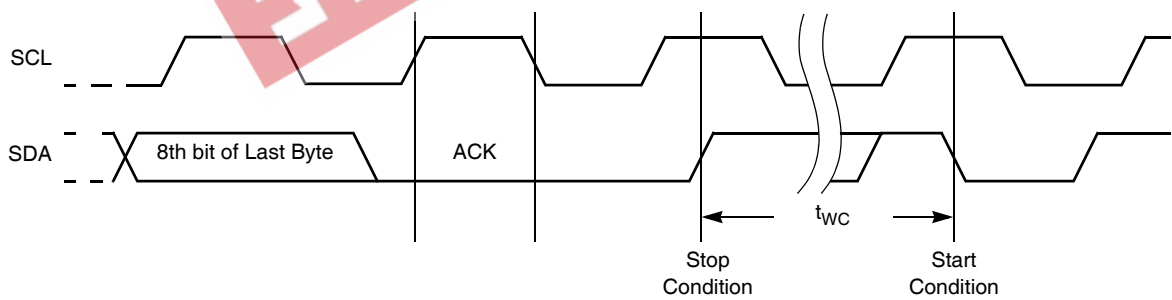 SCL
SDA
8th bit of Last Byte
ACK
tWC
Stop
Condition
Start
Condition